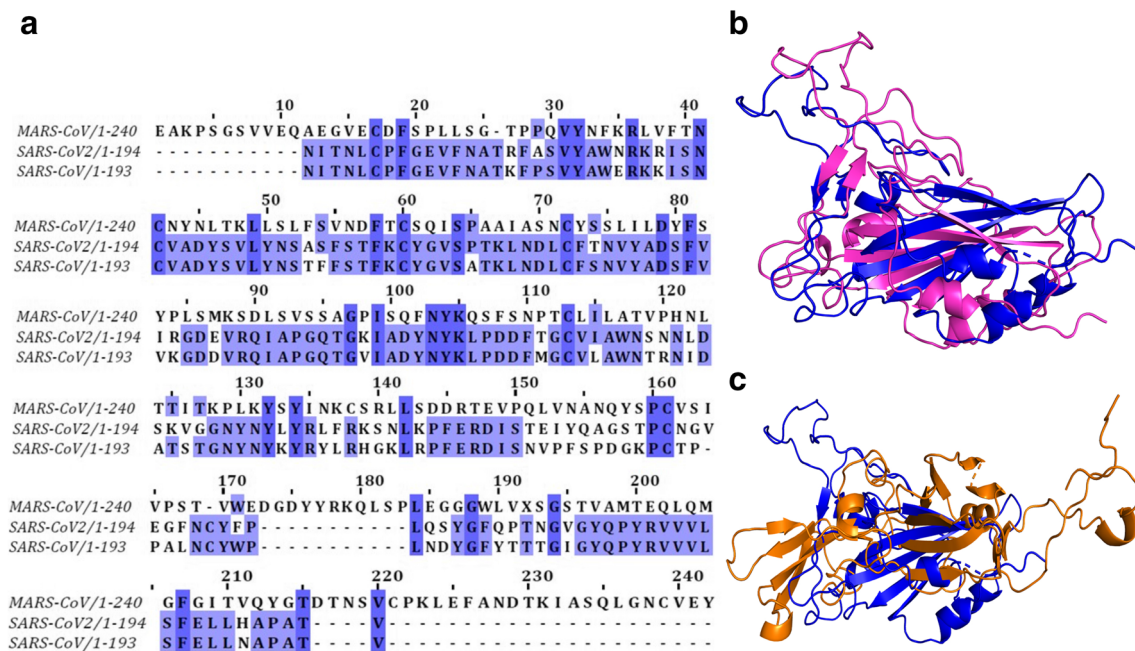 a
b
10 20 30 40
MARS-CoV/1-240 EAKPSGSVVEQAEGVECDFSPLLSG-TPPQVYNFKRLVFTN
SARS-CoV2/1-194 -----------NITNLCPFGEVFNATRFASVYAWNRKRISN
SARS-CoV/1-193 -----------NITNLCPFGEVFNATKFPSVYAWERKKISN
50 60 70 80
MARS-CoV/1-240 CNYNLTKLLSLFSVNDFTCSQISPAAIASNCYSSLILDYFS
SARS-CoV2/1-194 CVADYSVLYNSASFSTFKCYGVSPTKLNDLCFTNVYADSFV
SARS-CoV/1-193 CVADYSVLYNSTFFSTFKCYGVSATKLNDLCFSNVYADSFV
90 100 110 120
MARS-CoV/1-240 YPLSMKSDLSVSSAGPISQFNYKQSFSNPTCLILATVPHNL
SARS-CoV2/1-194 IRGDEVRQIAPGQTGKIADYNYKLPDDFTGCVIAWNSNNLD
SARS-CoV/1-193 VKGDDVRQIAPGQTGVIADYNYKLPDDFMGCVLAWNTRNID
c
130 140 150 160
MARS-CoV/1-240 TTITKPLKYSYINKCSRLLSDDRTEVPQLVNANQYSPCVSI
SARS-CoV2/1-194 SKVGGNYNYLYRLFRKSNLKPFERDISTEIYQAGSTPCNGV
SARS-CoV/1-193 ATSTGNYNYKYRYLRHGKLRPFERDISNVPFSPDGKPCTP-
170 180 190 200
MARS-CoV/1-240 VPST-VWEDGDYYRKQLSPLEGGGWLVXSGSTVAMTEQLQM
SARS-CoV2/1-194 EGFNCYFP-----------LQSYGFQPTNGVGYQPYRVVVL
SARS-CoV/1-193 PALNCYWP-----------LNDYGFYTTTGIGYQPYRVVVL
210 220 230 240
MARS-CoV/1-240 GFGITVQYGTDTNSVCPKLEFANDTKIASQLGNCVEY
SARS-CoV2/1-194 SFELLHAPAT----V----------------------
SARS-CoV/1-193 SFELLNAPAT----V----------------------